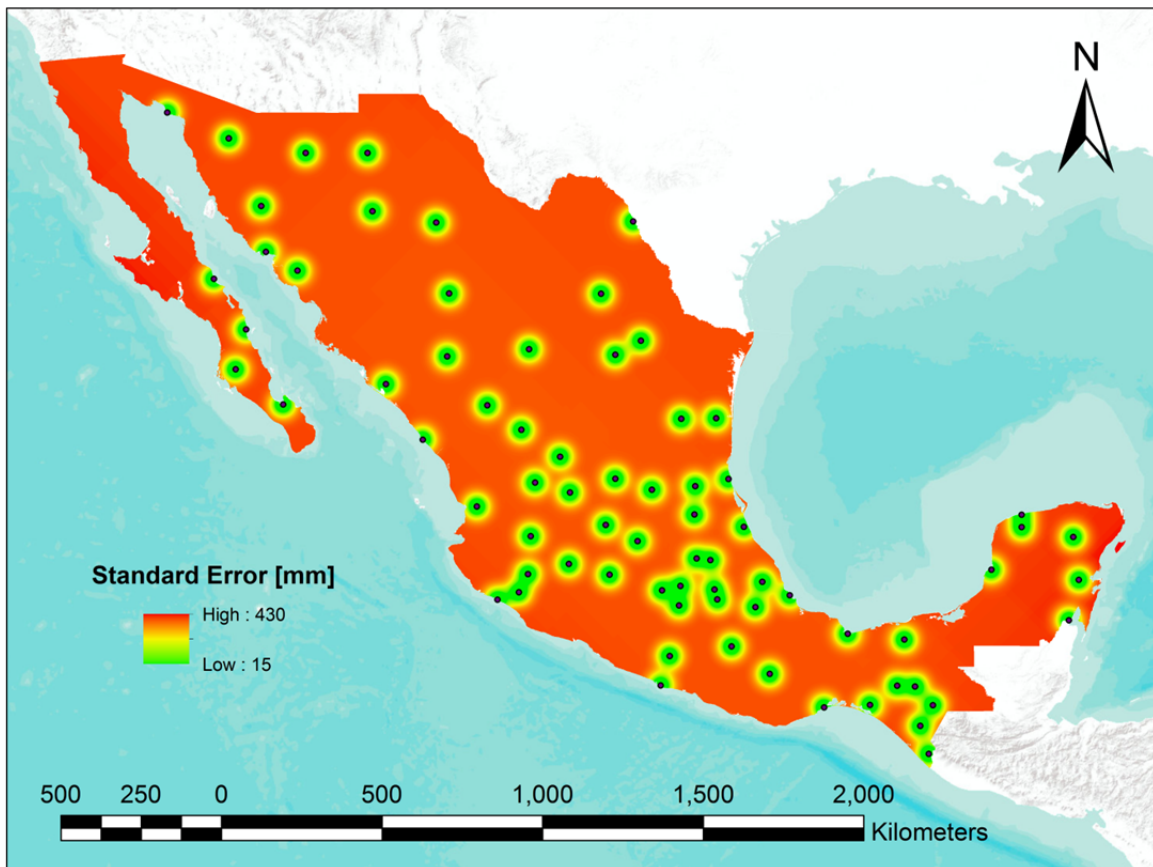 N
Standard Error [mm]
High : 430
Low : 15
500 250 0 500 1,000 1,500 2,000
Kilometers